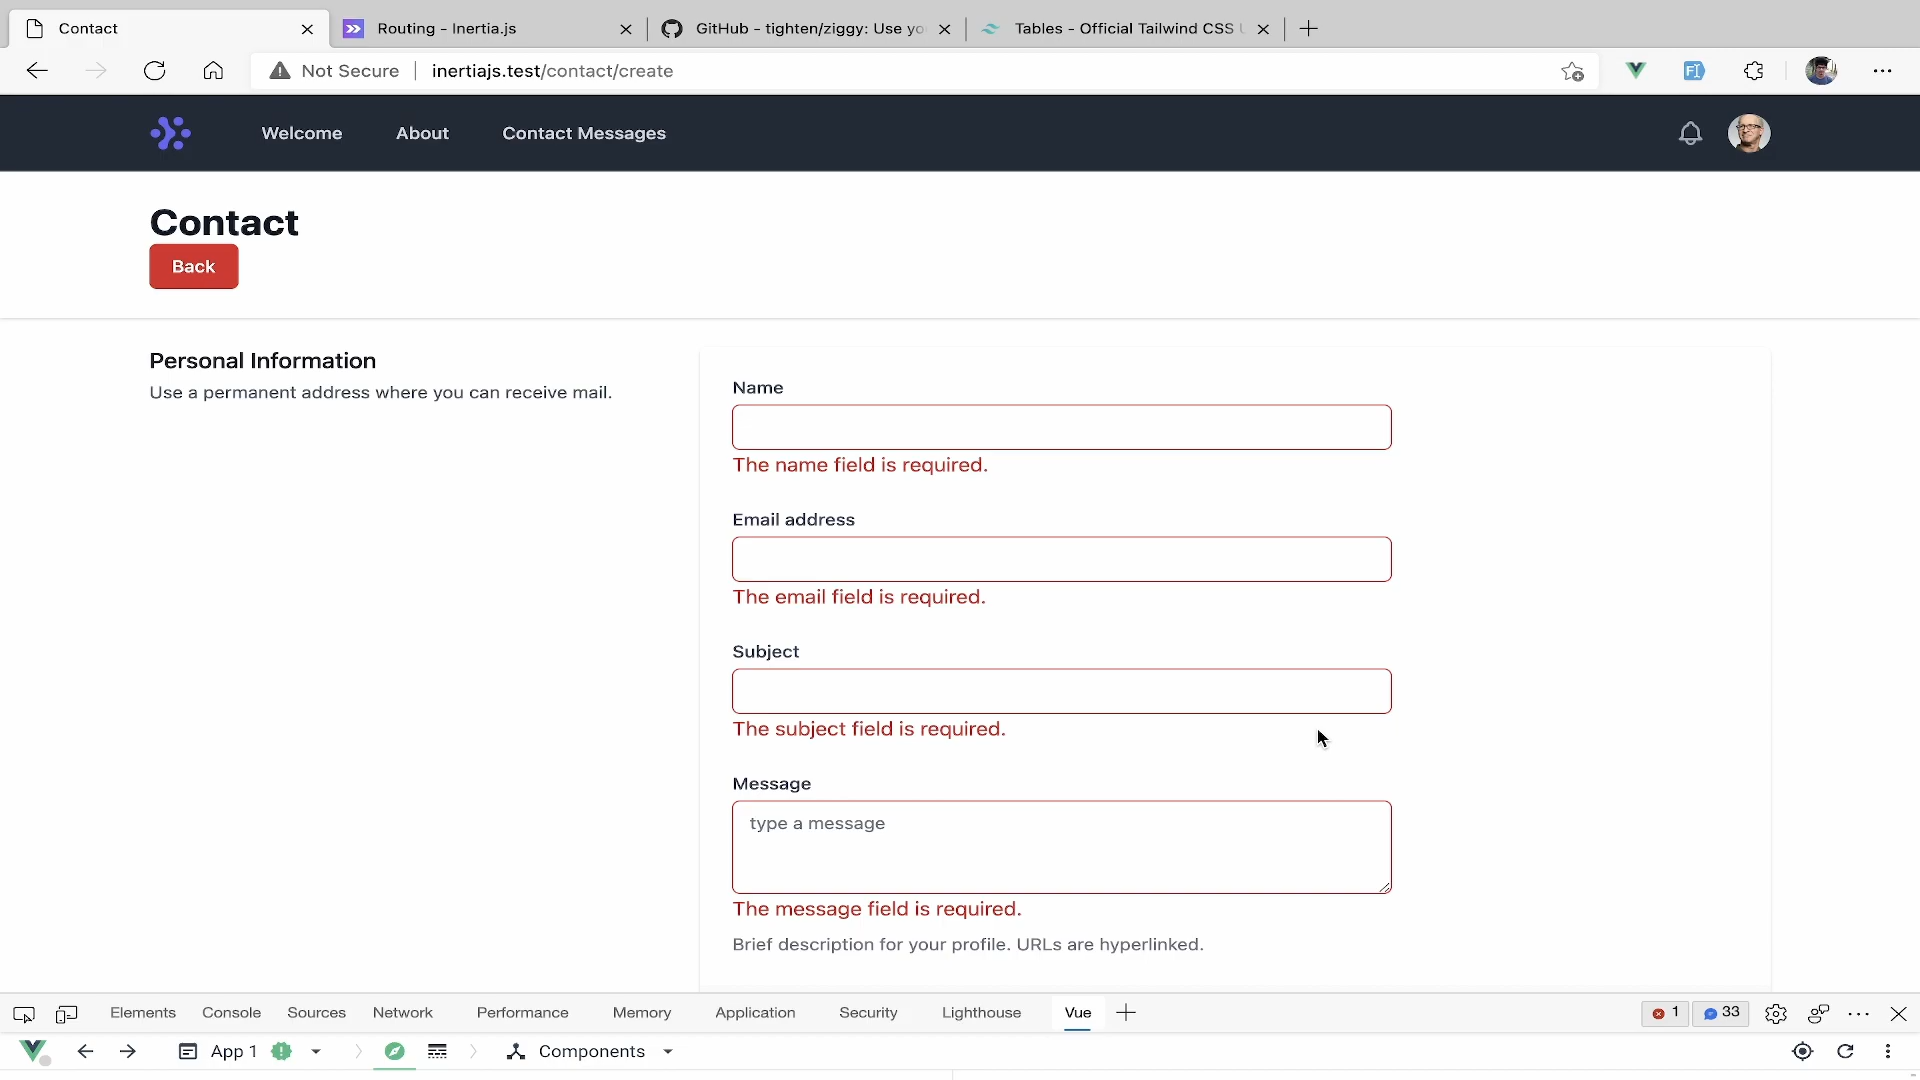 Contact
Routing - Inertia.js
GitHub - tighten/ziggy: Use yo
Tables - Official Tailwind CSS U
Not Secure
inertiajs.test/contact/create
Welcome
About
Contact Messages
Contact
Back
Personal Information
Use a permanent address where you can receive mail.
Name
The name field is required.
Email address
The email field is required.
Subject
The subject field is required.
Message
type a message
The message field is required.
Brief description for your profile. URLs are hyperlinked.
Elements
Console
Sources
Network
Performance
Memory
Application
Security
Lighthouse
Vue
1
33
App 1
Components